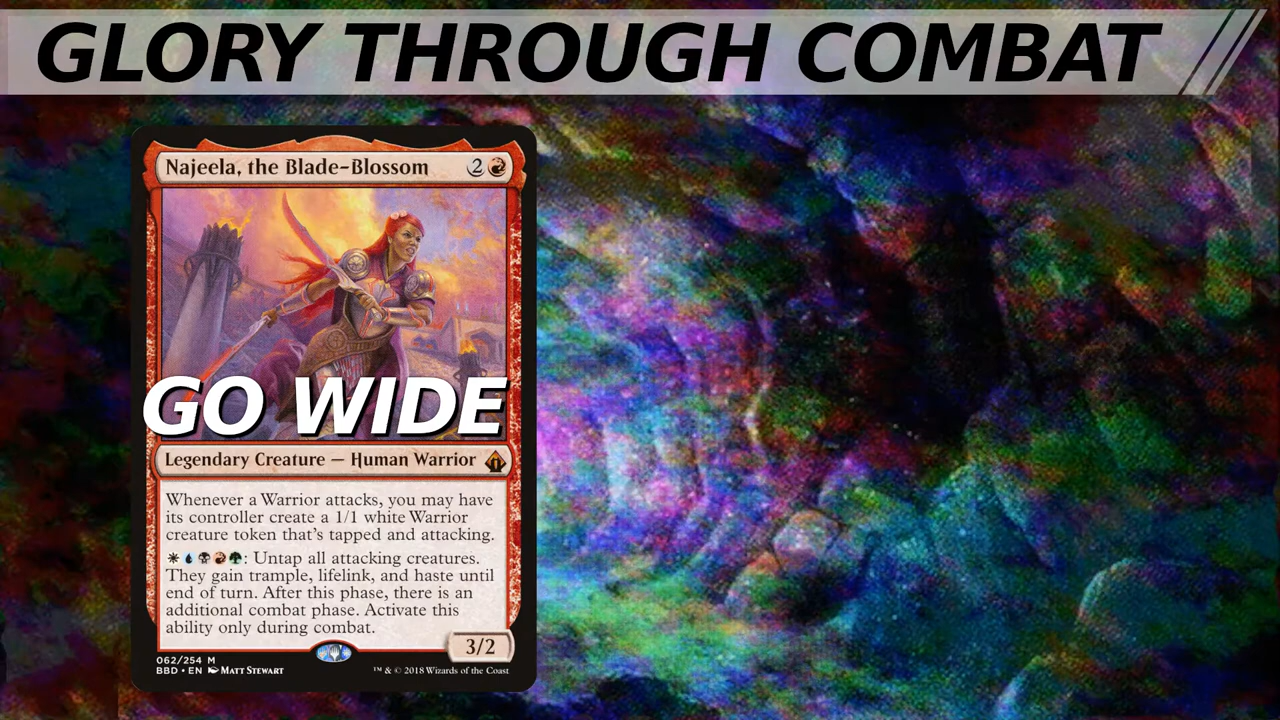 GLORY THROUGH COMBAT
Najeela, the Blade-Blossom 2
GO WIDE
Legendary Creature — Human Warrior
Whenever a Warrior attacks, you may have
its controller create a 1/1 white Warrior
creature token that's tapped and attacking.
: Untap all attacking creatures.
They gain trample, lifelink, and haste until
end of turn. After this phase, there is an
additional combat phase. Activate this
ability only during combat.
3/2
062/254 M
BBD • EN Matt Stewart
™ & © 2018 Wizards of the Coast